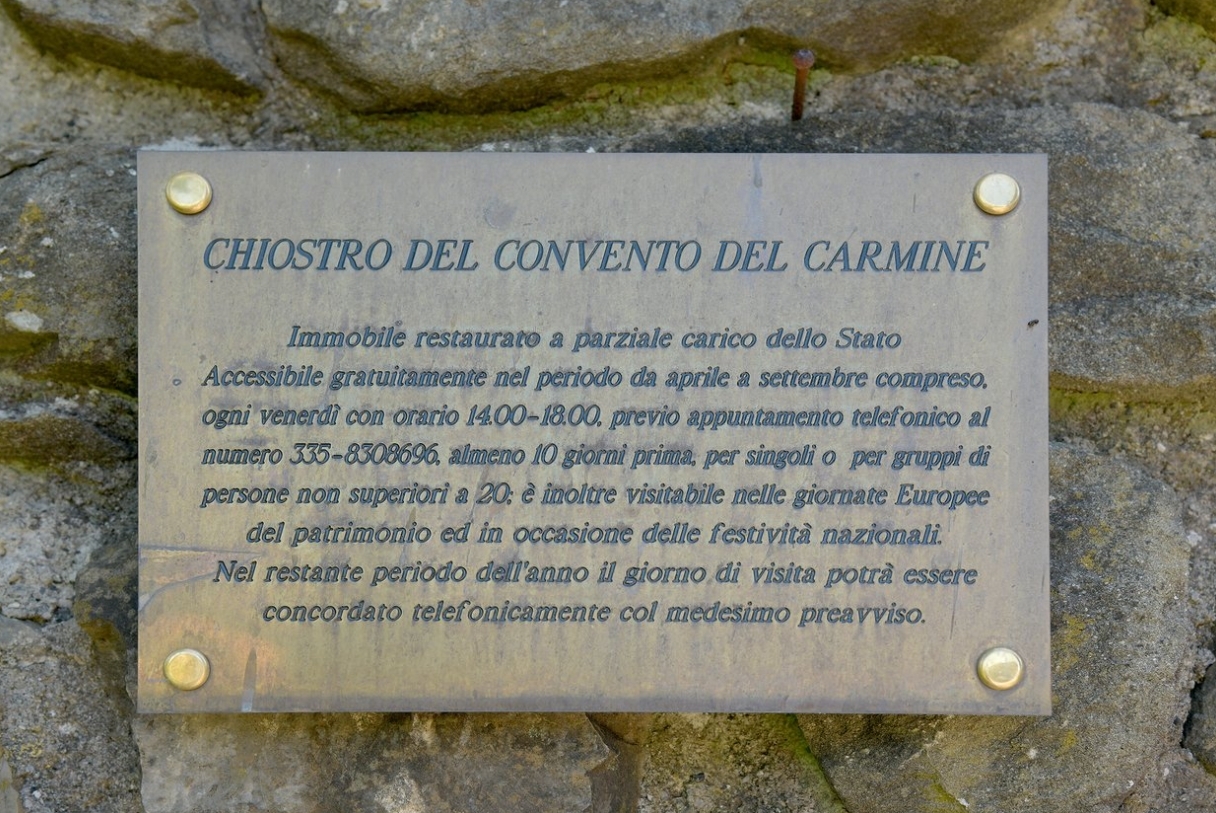 CHIOSTRO DEL CONVENTO DEL CARMINE
Immobile restaurato a parziale carico dello Stato
Accessibile gratuitamente nel periodo da aprile a settembre compreso,
ogni venerdì con orario 14.00-18.00, previo appuntamento telefonico al
numero 335-8308696, almeno 10 giorni prima, per singoli o per gruppi di
persone non superiori a 20; è inoltre visitabile nelle giornate Europee
del patrimonio ed in occasione delle festività nazionali.
Nel restante periodo dell'anno il giorno di visita potrà essere
concordato telefonicamente col medesimo preavviso.